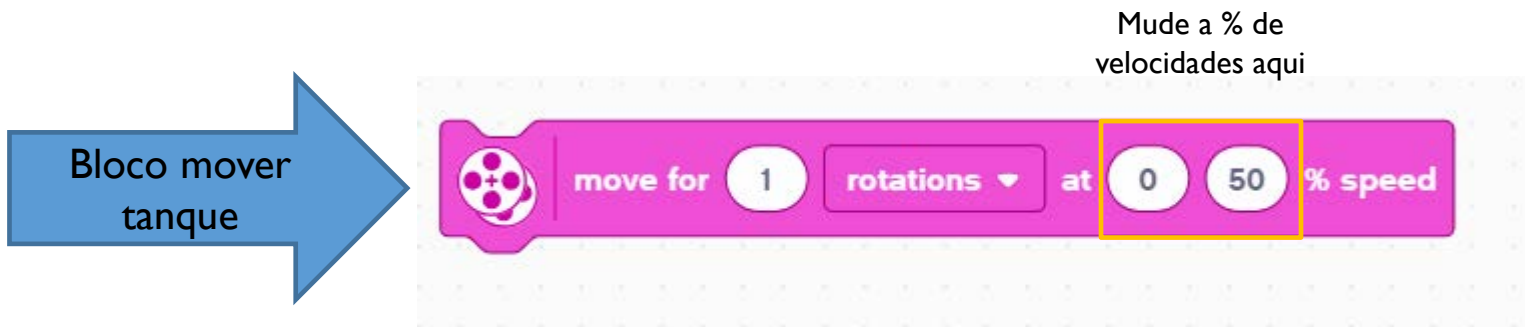 Mude a % de
velocidades aqui
Bloco mover
tanque
move for 1 rotations at 0 50 % speed